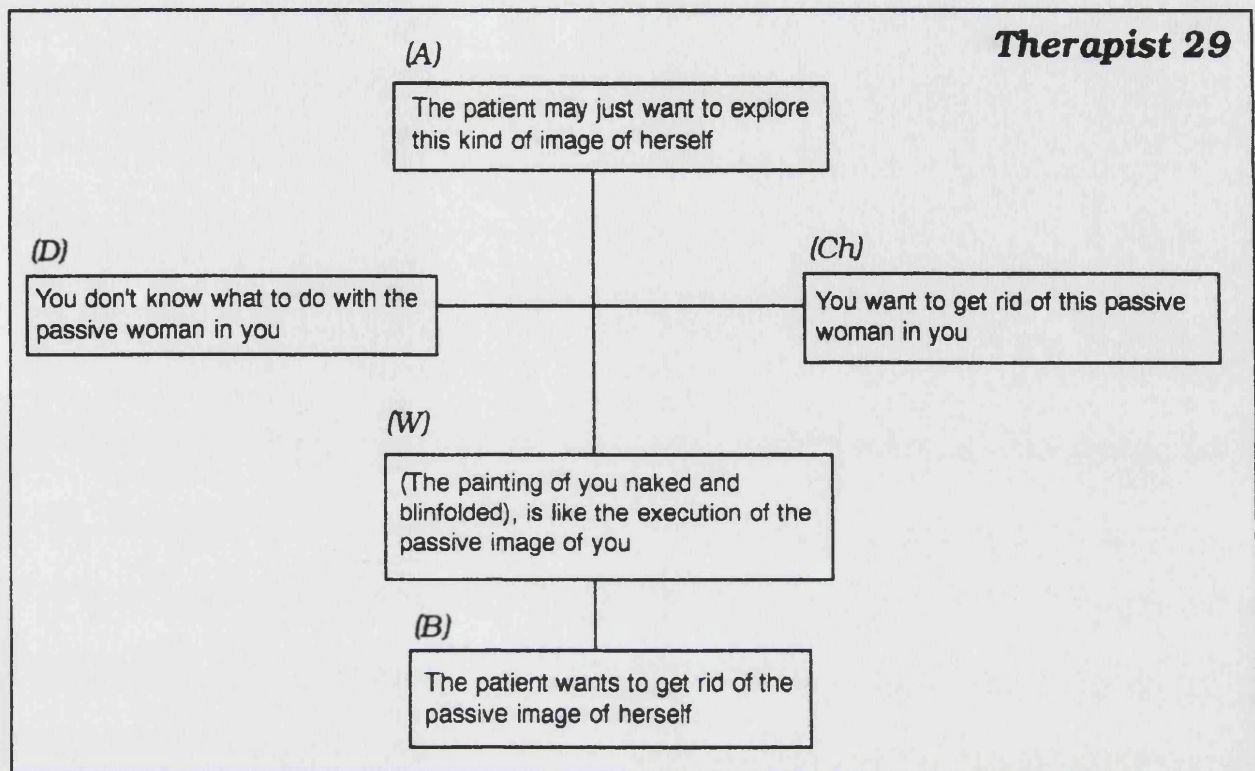 Therapist 29
(A)
The patient may just want to explore
this kind of image of herself
(D)
You don't know what to do with the
passive woman in you
(Ch)
You want to get rid of this passive
woman in you
(W)
(The painting of you naked and
blinfolded), is like the execution of the
passive image of you
(B)
The patient wants to get rid of the
passive image of herself